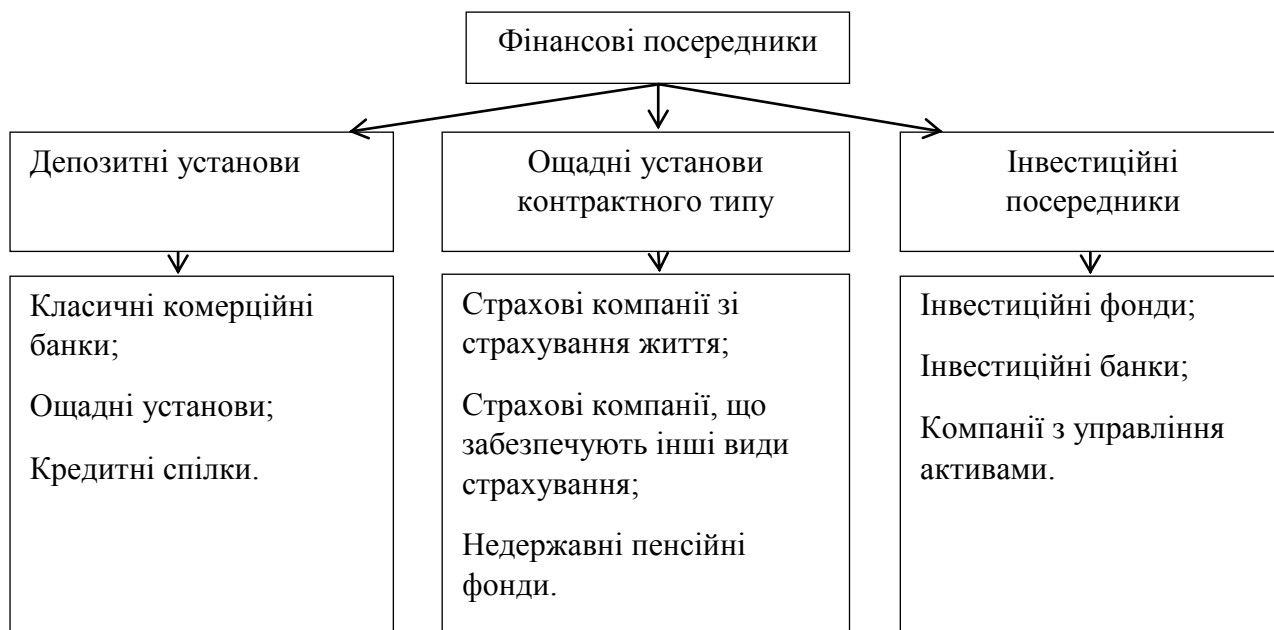 Фінансові посередники
Депозитні установи
Ощадні установи
контрактного типу
Інвестиційні
посередники
Класичні комерційні
банки;
Ощадні установи;
Кредитні спілки.
Страхові компанії зі
страхування життя;
Страхові компанії, що
забезпечують інші види
страхування;
Недержавні пенсійні
фонди.
Інвестиційні фонди;
Інвестиційні банки;
Компанії з управління
активами.